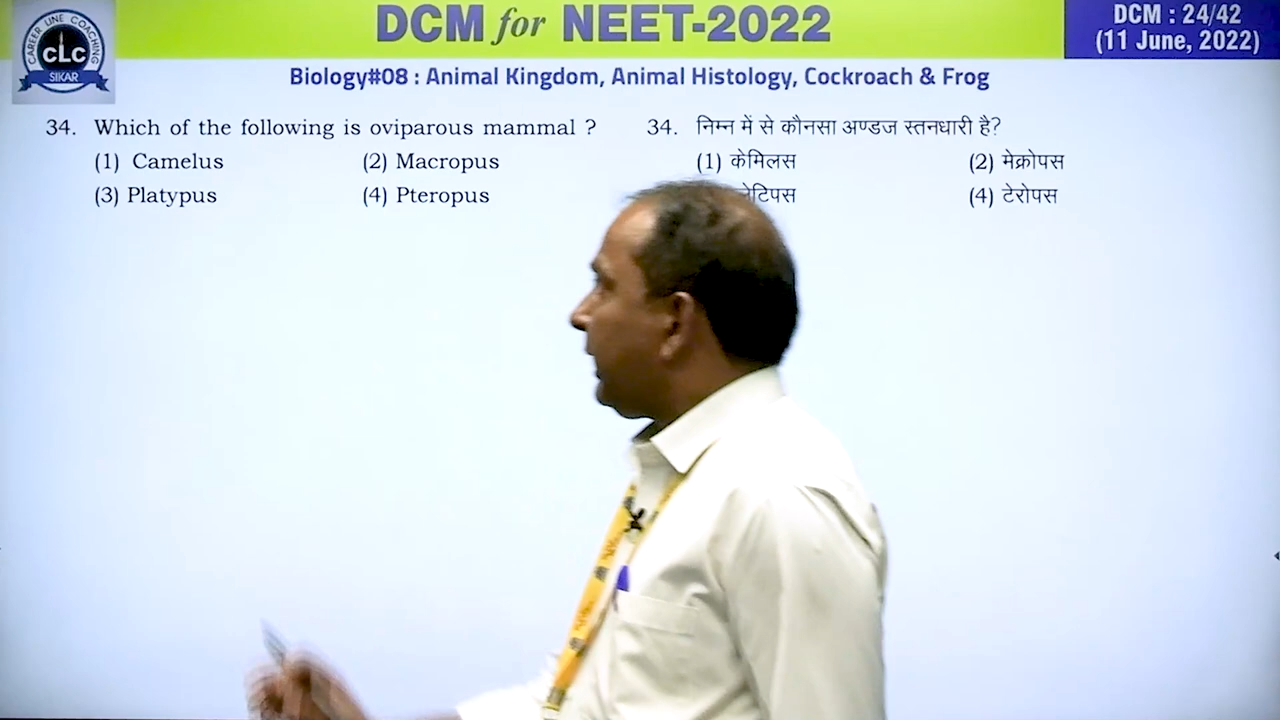 DCM for NEET-2022
DCM : 24/42
(11 June, 2022)
CAREER LINE COACHING
CLC
SIKAR
Biology#08 : Animal Kingdom, Animal Histology, Cockroach & Frog
34. Which of the following is oviparous mammal ?
(1) Camelus (2) Macropus
(3) Platypus (4) Pteropus
34. निम्न में से कौनसा अण्डज स्तनधारी है?
(1) केमिलस (2) मेक्रोपस
(4) टेरोपस